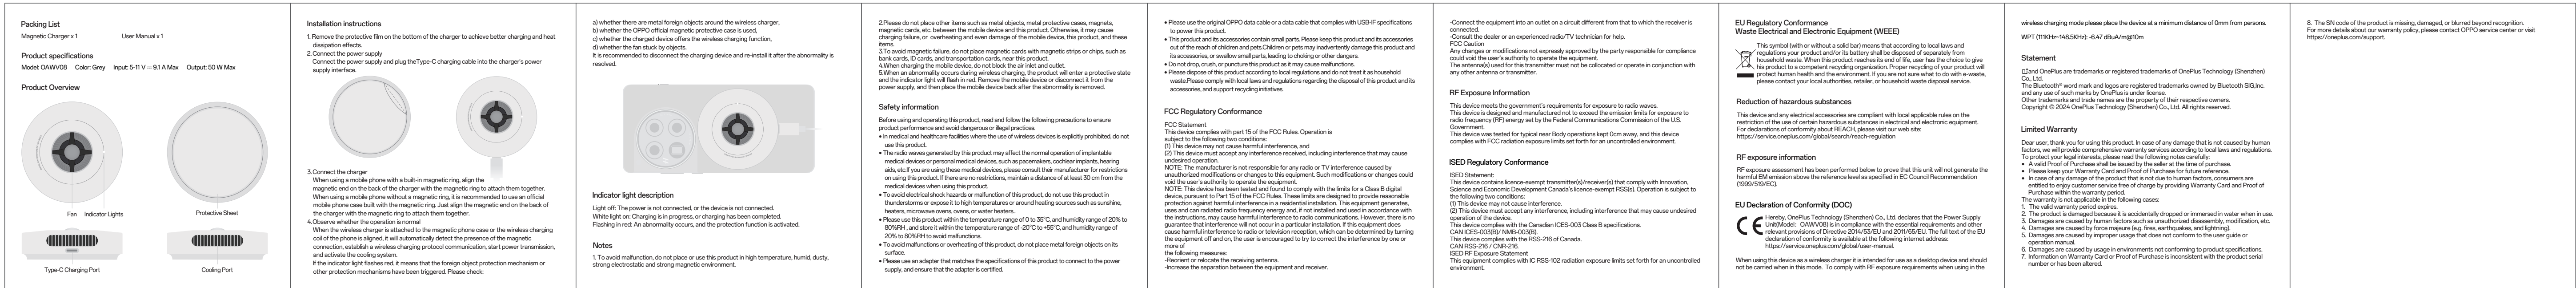 Packing List
Magnetic Charger x 1 User Manual x 1
Product specifications
Model: OAWV08 Color: Grey Input: 5-11 V ⎓ 9.1 A Max Output: 50 W Max
Product Overview
Fan Indicator Lights
Protective Sheet
Type-C Charging Port
Cooling Port
Installation instructions
1. Remove the protective film on the bottom of the charger to achieve better charging and heat
dissipation effects.
2.Connect the power supply
Connect the power supply and plug theType-C charging cable into the charger's power
supply interface.
3.Connect the charger
When using a mobile phone with a built-in magnetic ring, align the
magnetic end on the back of the charger with the magnetic ring to attach them together.
When using a mobile phone without a magnetic ring, it is recommended to use an official
mobile phone case built with magnetic ring. Just align the magnetic end on the back of
the charger with the magnetic ring to attach them together.
4.Observe whether the operation is normal
When the wireless charger is attached to the magnetic phone case or the wireless charging
coil of the phone is aligned, it will automatically detect the presence of the magnetic
connection, establish a wireless charging protocol communication, start power transmission,
and activate the cooling system.
If the indicator light flashes red, it means that the foreign object protection mechanism or
other protection mechanisms have been triggered. Please check:
a) whether there are metal foreign objects around the wireless charger,
b) whether the OPPO official magnetic protective case is used,
c) whether the charged device offers the wireless charging function,
d) whether the fan stuck by objects.
It is recommended to disconnect the charging device and re-install it after the abnormality is
resolved.
Indicator light description
Light off: The power is not connected, or the device is not connected.
White light on: Charging is in progress, or charging has been completed.
Flashing in red: An abnormality occurs, and the protection function is activated.
Notes
1. To avoid malfunction, do not place or use this product in high temperature, humid, dusty,
strong electrostatic and strong magnetic environment.
2.Please do not place other items such as metal objects, metal protective cases, magnets,
magnetic cards, etc. between the mobile device and this product. Otherwise, it may cause
charging failure, or overheating and even damage of the mobile device, this product, and these
items.
3.To avoid magnetic failure, do not place magnetic cards with magnetic strips or chips, such as
bank cards, ID cards, and transportation cards, near this product.
4.When charging the mobile device, do not block the air inlet and outlet.
5.When an abnormality occurs during wireless charging, the product will enter a protective state
and the indicator light will flash in red. Remove the mobile device or disconnect it from the
power supply, and then place the mobile device back after the abnormality is removed.
Safety information
Before using and operating this product, read and follow the following precautions to ensure
product performance and avoid dangerous or illegal practices.
• In medical and healthcare facilities where the use of wireless devices is explicitly prohibited, do not
use this product.
• The radio waves generated by this product may affect the normal operation of implantable
medical devices or personal medical devices, such as pacemakers, cochlear implants, hearing
aids, etc.If you use these medical devices, please consult their manufacturer for restrictions
on using this product. If there are no restrictions, maintain a distance of at least 30 cm from the
medical devices when using this product.
• To avoid electrical shock hazards or malfunction of this product, do not use this product in
thunderstorms or expose it to high temperatures or around heating sources such as sunshine,
heaters, microwave ovens, ovens, or water heaters..
• Please use this product within the temperature range of 0 to 35°C, and humidity range of 20% to
80%RH , and store it within the temperature range of -20°C to +55°C, and humidity range of
20% to 80%RH to avoid malfunctions.
• To avoid malfunctions or overheating of this product, do not place metal foreign objects on its
surface.
• Please use an adapter that matches the specifications of this product to connect to the power
supply, and ensure that the adapter is certified.
• Please use the original OPPO data cable or a data cable that complies with USB-IF specifications
to power this product.
• This product and its accessories contain small parts. Please keep this product and its accessories
out of the reach of children and pets.Children or pets may inadvertently damage this product and
its accessories, or swallow small parts, leading to choking or other dangers.
• Do not drop, crush, or puncture this product as it may cause malfunctions.
• Please dispose of this product according to local regulations and do not treat it as household
waste.Please comply with local laws and regulations regarding the disposal of this product and its
accessories, and support recycling initiatives.
FCC Regulatory Conformance
FCC Statement
This device complies with part 15 of the FCC Rules. Operation is
subject to the following two conditions:
(1) This device may not cause harmful interference, and
(2) This device must accept any interference received, including interference that may cause
undesired operation.
NOTE: The manufacturer is not responsible for any radio or TV interference caused by
unauthorized modifications or changes to this equipment. Such modifications or changes could
void the user's authority to operate the equipment.
NOTE: This device has been tested and found to comply with the limits for a Class B digital
device, pursuant to Part 15 of the FCC Rules. These limits are designed to provide reasonable
protection against harmful interference in a residential installation. This equipment generates,
uses and can radiated radio frequency energy and, if not installed and used in accordance with
the instructions, may cause harmful interference to radio communications. However, there is no
guarantee that interference will not occur in a particular installation. If this equipment does
cause harmful interference to radio or television reception, which can be determined by turning
the equipment off and on, the user is encouraged to try to correct the interference by one or
more of
the following measures:
-Reorient or relocate the receiving antenna.
-Increase the separation between the equipment and receiver.
-Connect the equipment into an outlet on a circuit different from that to which the receiver is
connected.
-Consult the dealer or an experienced radio/TV technician for help.
FCC Caution
Any changes or modifications not expressly approved by the party responsible for compliance
could void the user's authority to operate the equipment.
The antenna(s) used for this transmitter must not be collocated or operate in conjunction with
any other antenna or transmitter.
RF Exposure Information
This device meets the government's requirements for exposure to radio waves.
This device is designed and manufactured not to exceed the emission limits for exposure to
radio frequency (RF) energy set by the Federal Communications Commission of the U.S.
Government.
This device was tested for typical near Body operations kept 0cm away, and this device
complies with FCC radiation exposure limits set forth for an uncontrolled environment.
ISED Regulatory Conformance
ISED Statement:
This device contains licence-exempt transmitter(s)/receiver(s) that comply with Innovation,
Science and Economic Development Canada's licence-exempt RSS(s). Operation is subject to
the following two conditions:
(1) This device may not cause interference.
(2) This device must accept any interference, including interference that may cause undesired
operation of the device.
This device complies with the Canadian ICES-003 Class B specifications.
CAN ICES-003(B)/ NMB-003(B).
This device complies with the RSS-216 of Canada.
CAN RSS-216 / CNR-216.
ISED RF Exposure Statement
This equipment complies with IC RSS-102 radiation exposure limits set forth for an uncontrolled
environment.
EU Regulatory Conformance
Waste Electrical and Electronic Equipment (WEEE)
This symbol (with or without a solid bar) means that according to local laws and
regulations your product and/or its battery shall be disposed of separately from
household waste. When this product reaches its end of life, user has the choice to give
this product to a competent recycling organization. Proper recycling of your product will
protect human health and the environment. If you are not sure what to do with e-waste,
please contact your local authorities, retailer, or household waste disposal service.
Reduction of hazardous substances
This device and any electrical accessories are compliant with local applicable rules on the
restriction of the use of certain hazardous substances in electrical and electronic equipment.
For declarations of conformity about REACH, please visit our web site:
https://service.oneplus.com/global/search/reach-regulation
RF exposure information
RF exposure assessment has been performed below to prove that this unit will not generate the
harmful EM emission above the reference level as specified in EC Council Recommendation
(1999/519/EC).
EU Declaration of Conformity (DOC)
CE Hereby, OnePlus Technology (Shenzhen) Co., Ltd. declares that the Power Supply
Unit(Model: OAWV08) is in compliance with the essential requirements and other
relevant provisions of Directive 2014/53/EU and 2011/65/EU. The full text of the EU
declaration of conformity is available at the following internet address:
https://service.oneplus.com/global/user-manual.
When using this device as a wireless charger it is intended for use as a desktop device and should
not be carried when in this mode. To comply with RF exposure requirements when using in the
wireless charging mode please place the device at a minimum distance of 0mm from persons.
WPT (111KHz~148.5KHz): -6.47 dBuA/m@10m
Statement
and OnePlus are trademarks or registered trademarks of OnePlus Technology (Shenzhen)
Co., Ltd.
The Bluetooth® word mark and logos are registered trademarks owned by Bluetooth SIG,Inc.
and any use of such marks by OnePlus is under license.
Other trademarks and trade names are the property of their respective owners.
Copyright © 2024 OnePlus Technology (Shenzhen) Co., Ltd. All rights reserved.
Limited Warranty
Dear user, thank you for using this product. In case of any damage that is not caused by human
factors, we will provide comprehensive warranty services according to local laws and regulations.
To protect your legal interests, please read the following notes carefully:
• A valid Proof of Purchase shall be issued by the seller at the time of purchase.
• Please keep your Warranty Card and Proof of Purchase for future reference.
• In case of any damage of the product that is not due to human factors, consumers are
entitled to enjoy customer service free of charge by providing Warranty Card and Proof of
Purchase within the warranty period.
The warranty is not applicable in the following cases:
1. The valid warranty period expires.
2. The product is damaged because it is accidentally dropped or immersed in water when in use.
3. Damages are caused by human factors such as unauthorized disassembly, modification, etc.
4. Damages are caused by force majeure (e.g. fires, earthquakes, and lightning).
5. Damages are caused by improper usage that does not conform to the user guide or
operation manual.
6. Damages are caused by usage in environments not conforming to product specifications.
7. Information on Warranty Card or Proof of Purchase is inconsistent with the product serial
number or has been altered.
8. The SN code of the product is missing, damaged, or blurred beyond recognition.
For more details about our warranty policy, please contact OPPO service center or visit
https://oneplus.com/support.